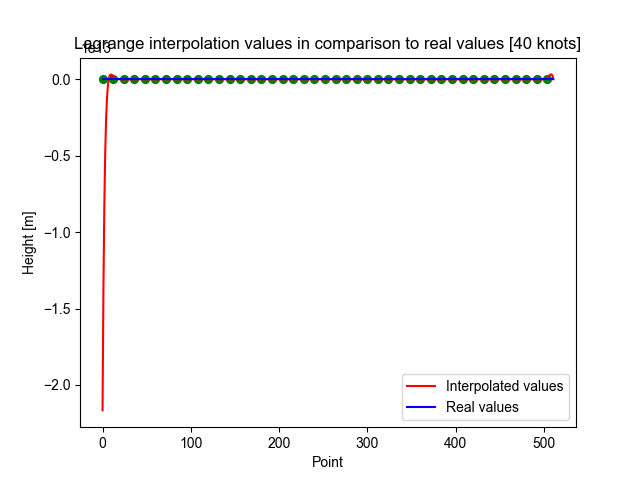 Lagrange interpolation values in comparison to real values [40 knots]
1e13
0.0
−0.5
−1.0
−1.5
−2.0
Height [m]
0
100
200
300
400
500
Point
Interpolated values
Real values